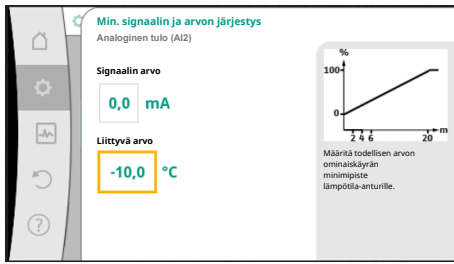 Min. signaalin ja arvon järjestys
Analoginen tulo (AI2)
Signaalin arvo
0,0 mA
Liittyvä arvo
-10,0 °C
%
100
0
2 4 6 20 m
Määritä todellisen arvon
ominaiskäyrän
minimipiste
lämpötila-anturille.
?